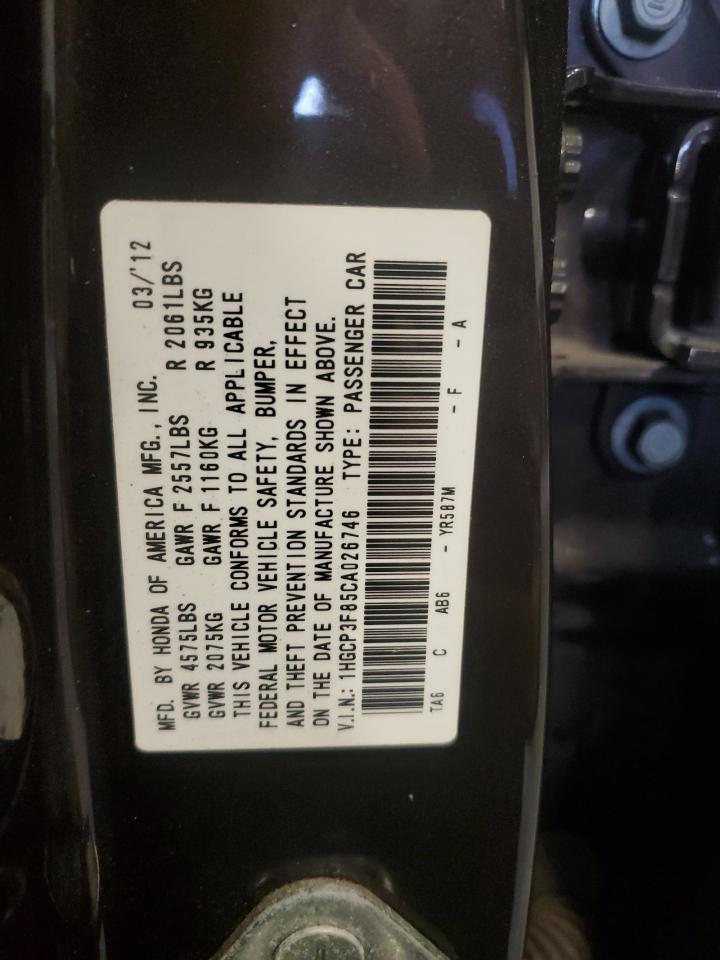 MFD. BY HONDA OF AMERICA MFG., INC. 03/'12
GVWR 4575LBS GAWR F 2557LBS R 2061LBS
GVWR 2075KG GAWR F 1160KG R 935KG
THIS VEHICLE CONFORMS TO ALL APPLICABLE
FEDERAL MOTOR VEHICLE SAFETY, BUMPER,
AND THEFT PREVENTION STANDARDS IN EFFECT
ON THE DATE OF MANUFACTURE SHOWN ABOVE.
V.I.N.: 1HGCP3F85CA026746 TYPE: PASSENGER CAR
TA6 C AB6 - YR587M - F - A